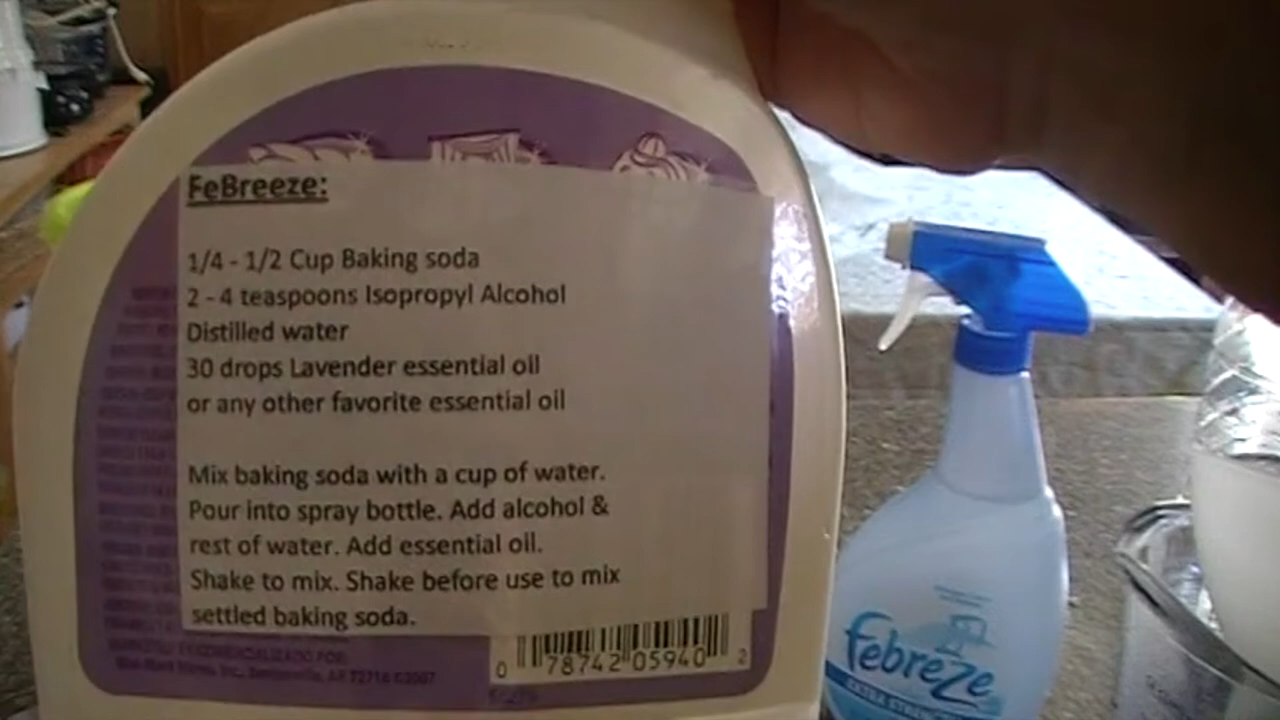 FeBreeze:
1/4 - 1/2 Cup Baking soda
2 - 4 teaspoons Isopropyl Alcohol
Distilled water
30 drops Lavender essential oil
or any other favorite essential oil
Mix baking soda with a cup of water.
Pour into spray bottle. Add alcohol &
rest of water. Add essential oil.
Shake to mix. Shake before use to mix
settled baking soda.
0 78742 05940 2
febreze